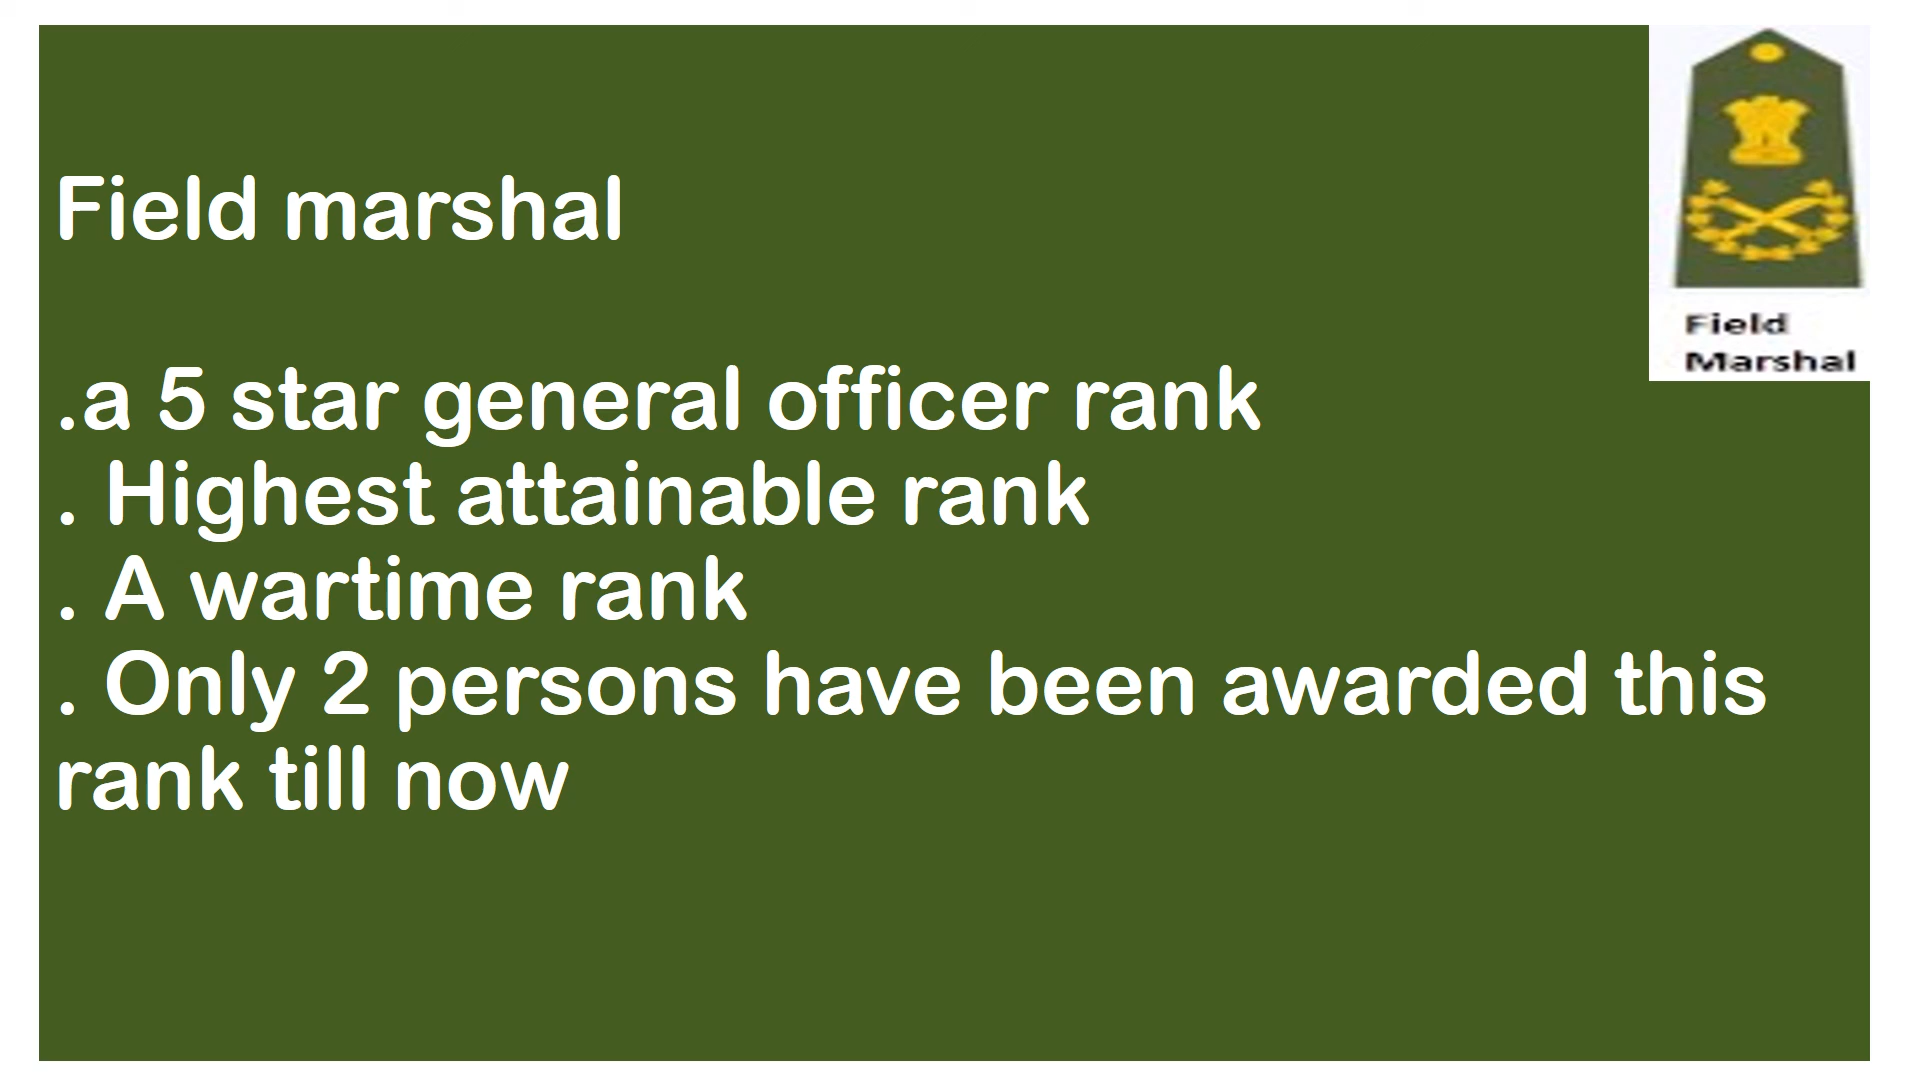 Field marshal
.a 5 star general officer rank
. Highest attainable rank
. A wartime rank
. Only 2 persons have been awarded this
rank till now
Field
Marshal